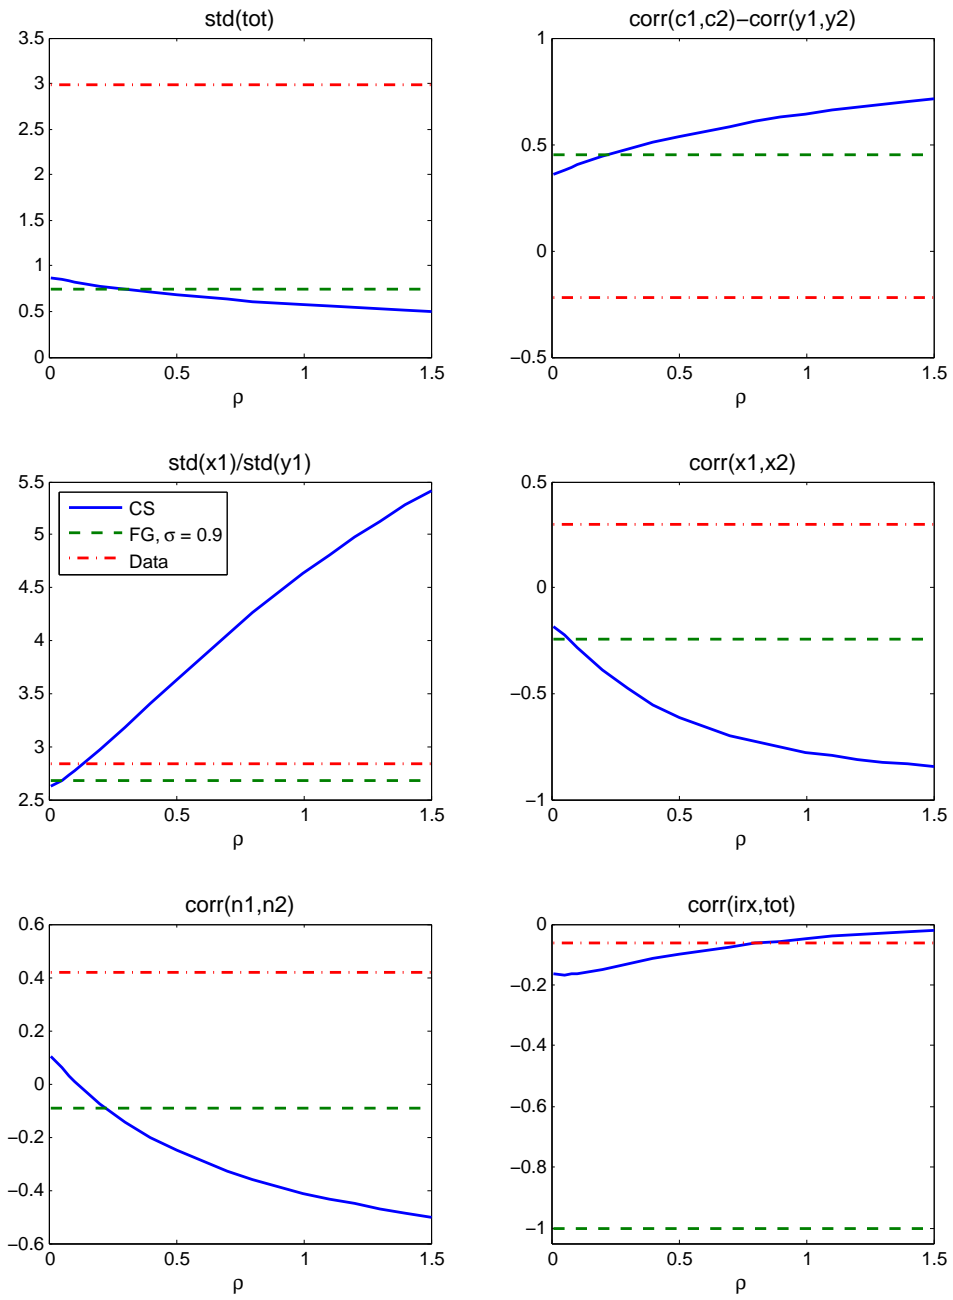 std(tot)
3.5
3
2.5
2
1.5
1
0.5
0
0 0.5 1 1.5
ρ
corr(c1,c2)−corr(y1,y2)
1
0.5
0
−0.5
0 0.5 1 1.5
ρ
std(x1)/std(y1)
5.5
5
4.5
4
3.5
3
2.5
0 0.5 1 1.5
ρ
CS
FG, σ = 0.9
Data
corr(x1,x2)
0.5
0
−0.5
−1
0 0.5 1 1.5
ρ
corr(n1,n2)
0.6
0.4
0.2
0
−0.2
−0.4
−0.6
0 0.5 1 1.5
ρ
corr(irx,tot)
0
−0.2
−0.4
−0.6
−0.8
−1
0 0.5 1 1.5
ρ